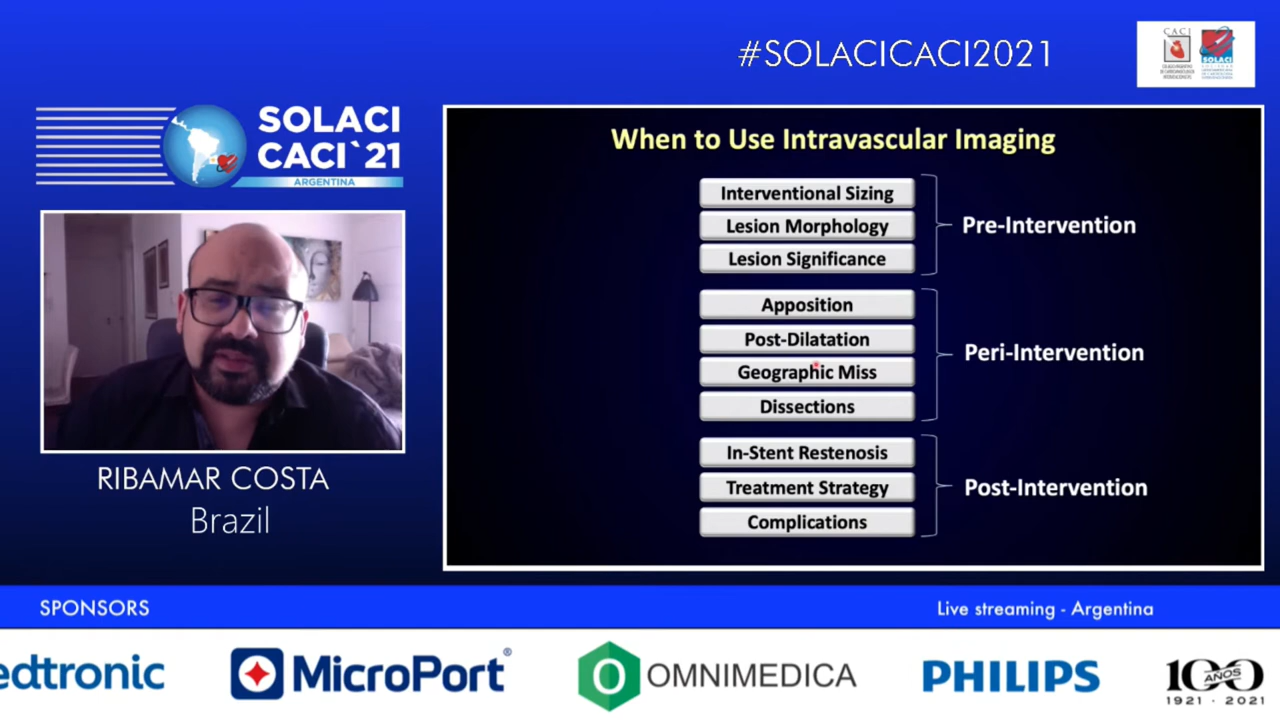 #SOLACICACI2021
CACI
SOLACI
SOLACI
CACI`21
ARGENTINA
RIBAMAR COSTA
Brazil
When to Use Intravascular Imaging
Interventional Sizing
Lesion Morphology
Lesion Significance
Pre-Intervention
Apposition
Post-Dilatation
Geographic Miss
Dissections
Peri-Intervention
In-Stent Restenosis
Treatment Strategy
Complications
Post-Intervention
SPONSORS
Live streaming - Argentina
edtronic
MicroPort®
OMNIMEDICA
PHILIPS
100
AÑOS
1921 - 2021